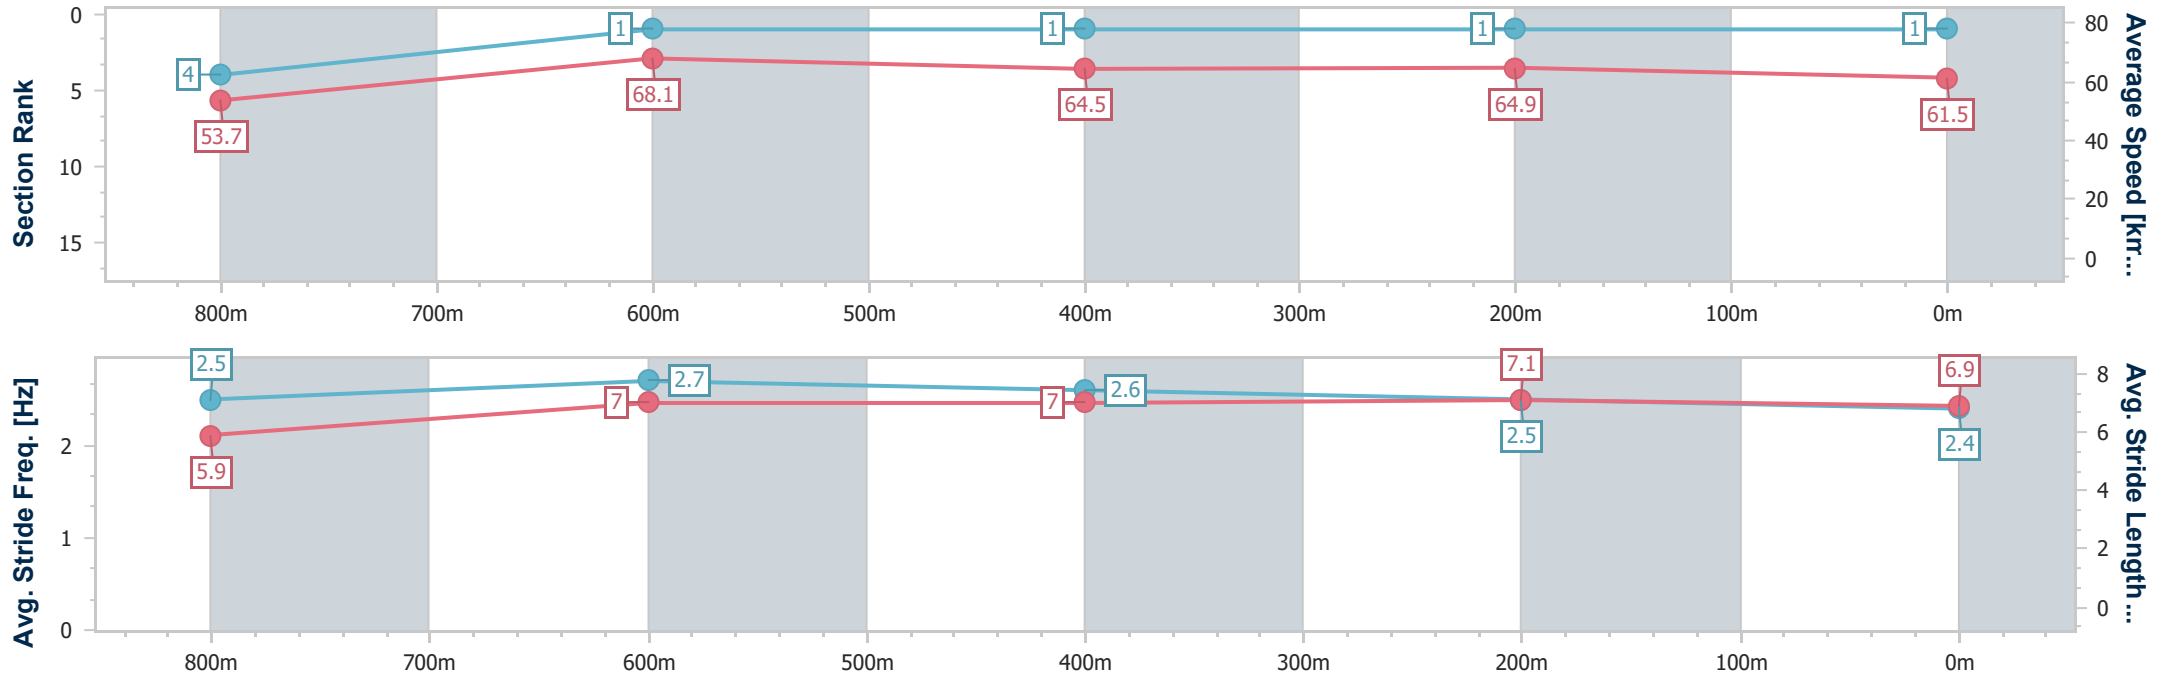 Section Rank
0
5
10
15
4
1
1
1
1
53.7
68.1
64.5
64.9
61.5
80
60
40
20
0
Average Speed [km...
800m
700m
600m
500m
400m
300m
200m
100m
0m
Avg. Stride Freq. [Hz]
2
1
0
2.5
2.7
2.6
2.5
2.4
5.9
7
7
7.1
6.9
8
6
4
2
0
Avg. Stride Length ...
800m
700m
600m
500m
400m
300m
200m
100m
0m